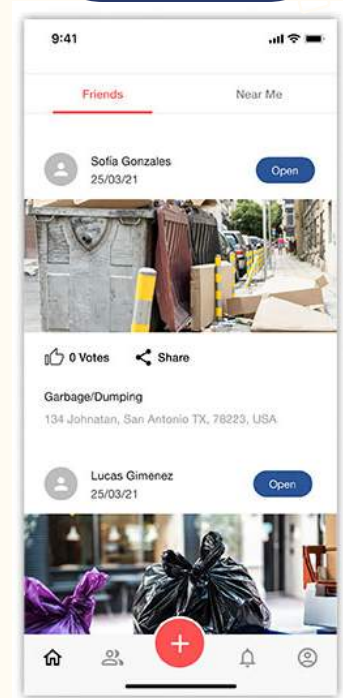 9:41
Friends Near Me
Sofía Gonzales
25/03/21
Open
0 Votes Share
Garbage/Dumping
134 Johnatan, San Antonio TX, 78223, USA
Lucas Gimenez
25/03/21
Open